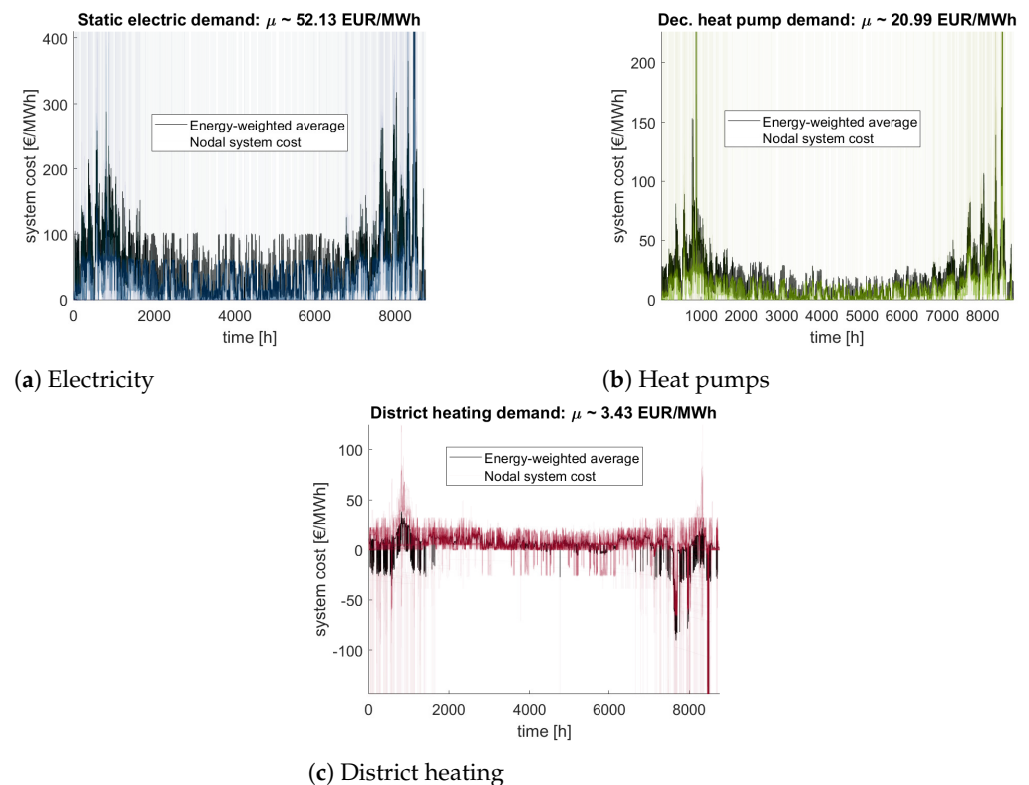 Static electric demand: μ ~ 52.13 EUR/MWh
400
300
200
100
0
system cost [€/MWh]
Energy-weighted average
Nodal system cost
0 2000 4000 6000 8000
time [h]
(a) Electricity
Dec. heat pump demand: μ ~ 20.99 EUR/MWh
200
150
100
50
0
system cost [€/MWh]
Energy-weighted average
Nodal system cost
1000 2000 3000 4000 5000 6000 7000 8000
time [h]
(b) Heat pumps
District heating demand: μ ~ 3.43 EUR/MWh
100
50
0
-50
-100
system cost [€/MWh]
Energy-weighted average
Nodal system cost
0 2000 4000 6000 8000
time [h]
(c) District heating